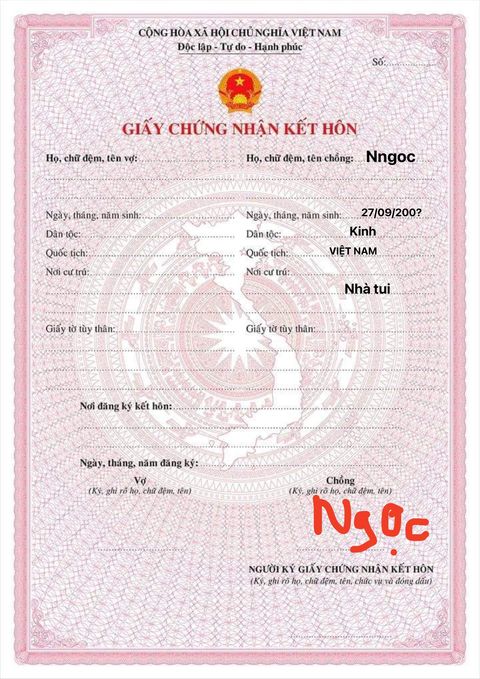 CỘNG HÒA XÃ HỘI CHỦ NGHĨA VIỆT NAM
Độc lập - Tự do - Hạnh phúc
Số:
GIẤY CHỨNG NHẬN KẾT HÔN
Họ, chữ đệm, tên vợ: Họ, chữ đệm, tên chồng: Nngoc
Ngày, tháng, năm sinh: Ngày, tháng, năm sinh: 27/09/200?
Dân tộc: Dân tộc: Kinh
Quốc tịch: Quốc tịch: VIỆT NAM
Nơi cư trú: Nơi cư trú:
Nhà tui
Giấy tờ tùy thân: Giấy tờ tùy thân:
Nơi đăng ký kết hôn:
Ngày, tháng, năm đăng ký:
Vợ Chồng
(Ký, ghi rõ họ, chữ đệm, tên) (Ký, ghi rõ họ, chữ đệm, tên)
Ngọc
NGƯỜI KÝ GIẤY CHỨNG NHẬN KẾT HÔN
(Ký, ghi rõ họ, chữ đệm, tên, chức vụ và đóng dấu)